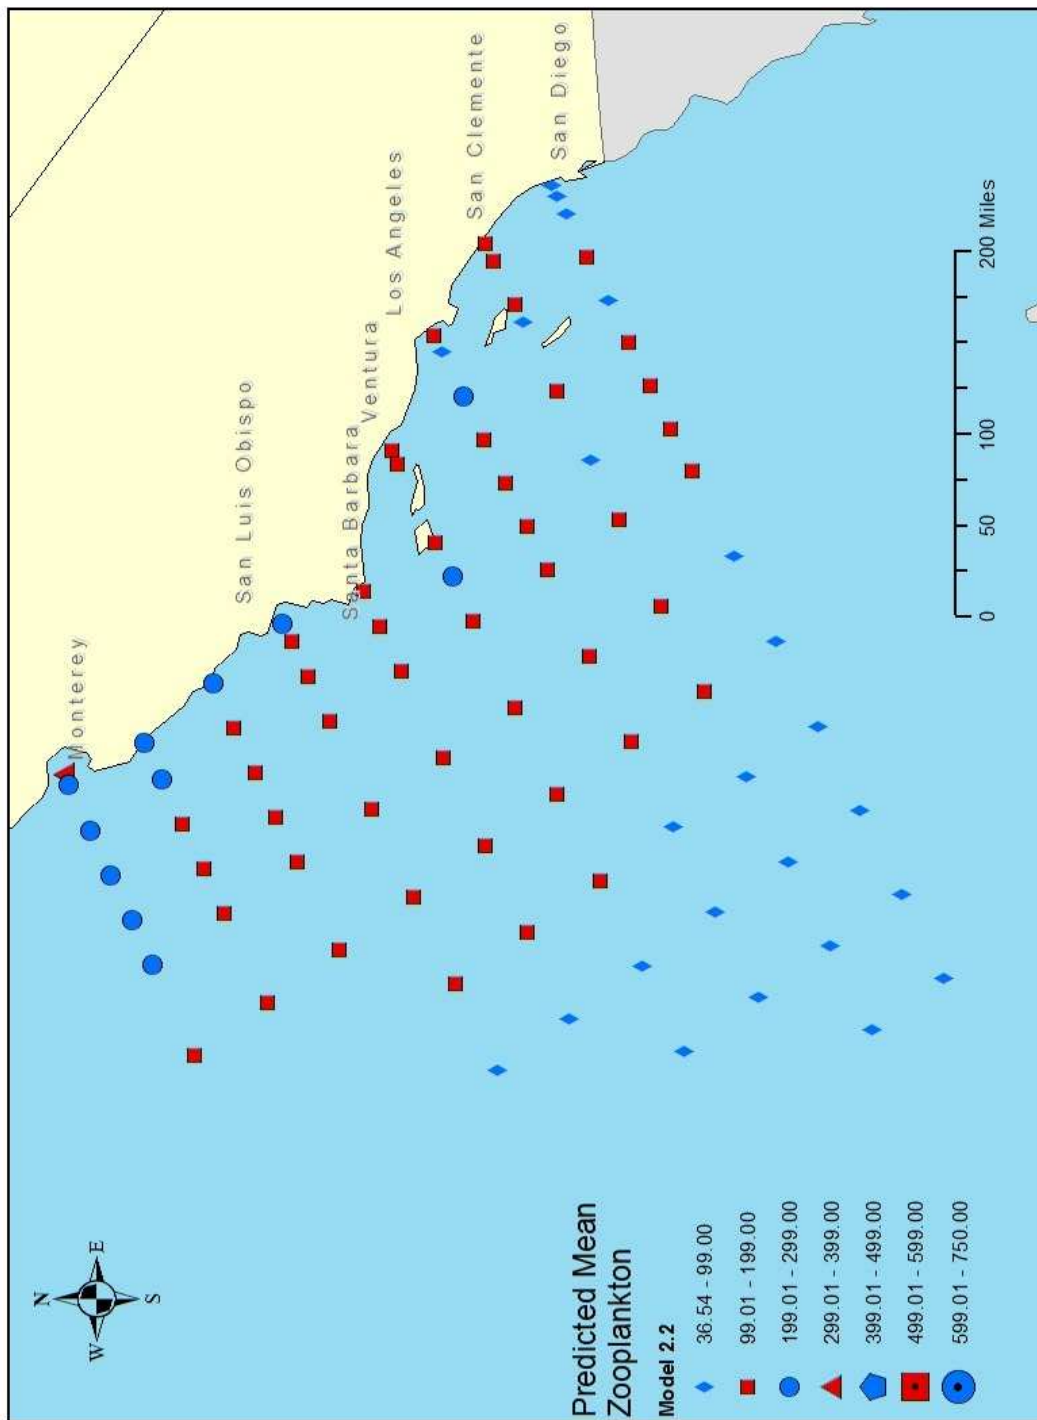 Monterey
San Luis Obispo
Santa Barbara
Ventura
Los Angeles
San Clemente
San Diego
N
W
E
S
Predicted Mean
Zooplankton
Model 2.2
36.54 - 99.00
99.01 - 199.00
199.01 - 299.00
299.01 - 399.00
399.01 - 499.00
499.01 - 599.00
599.01 - 750.00
0 50 100 200 Miles